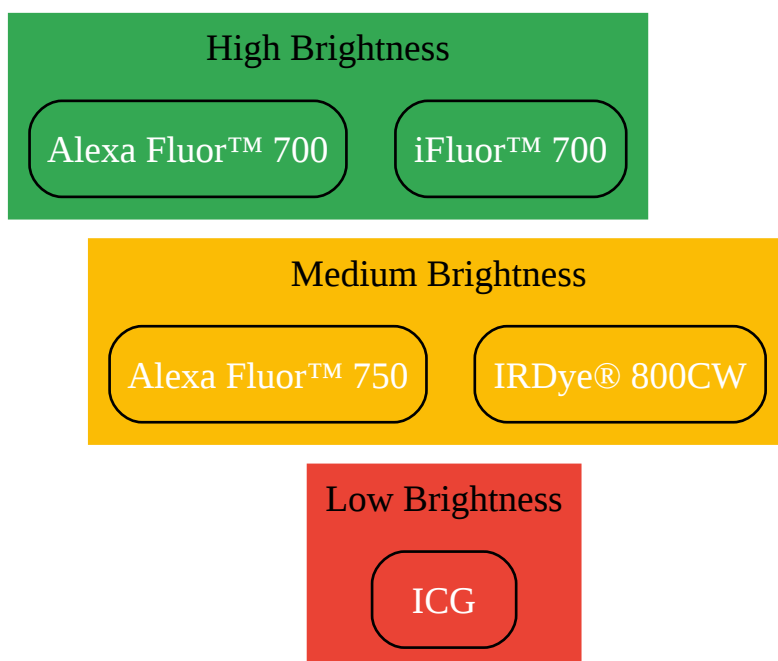 High Brightness
Alexa Fluor™ 700 iFluor™ 700
Medium Brightness
Alexa Fluor™ 750 IRDye® 800CW
Low Brightness
ICG